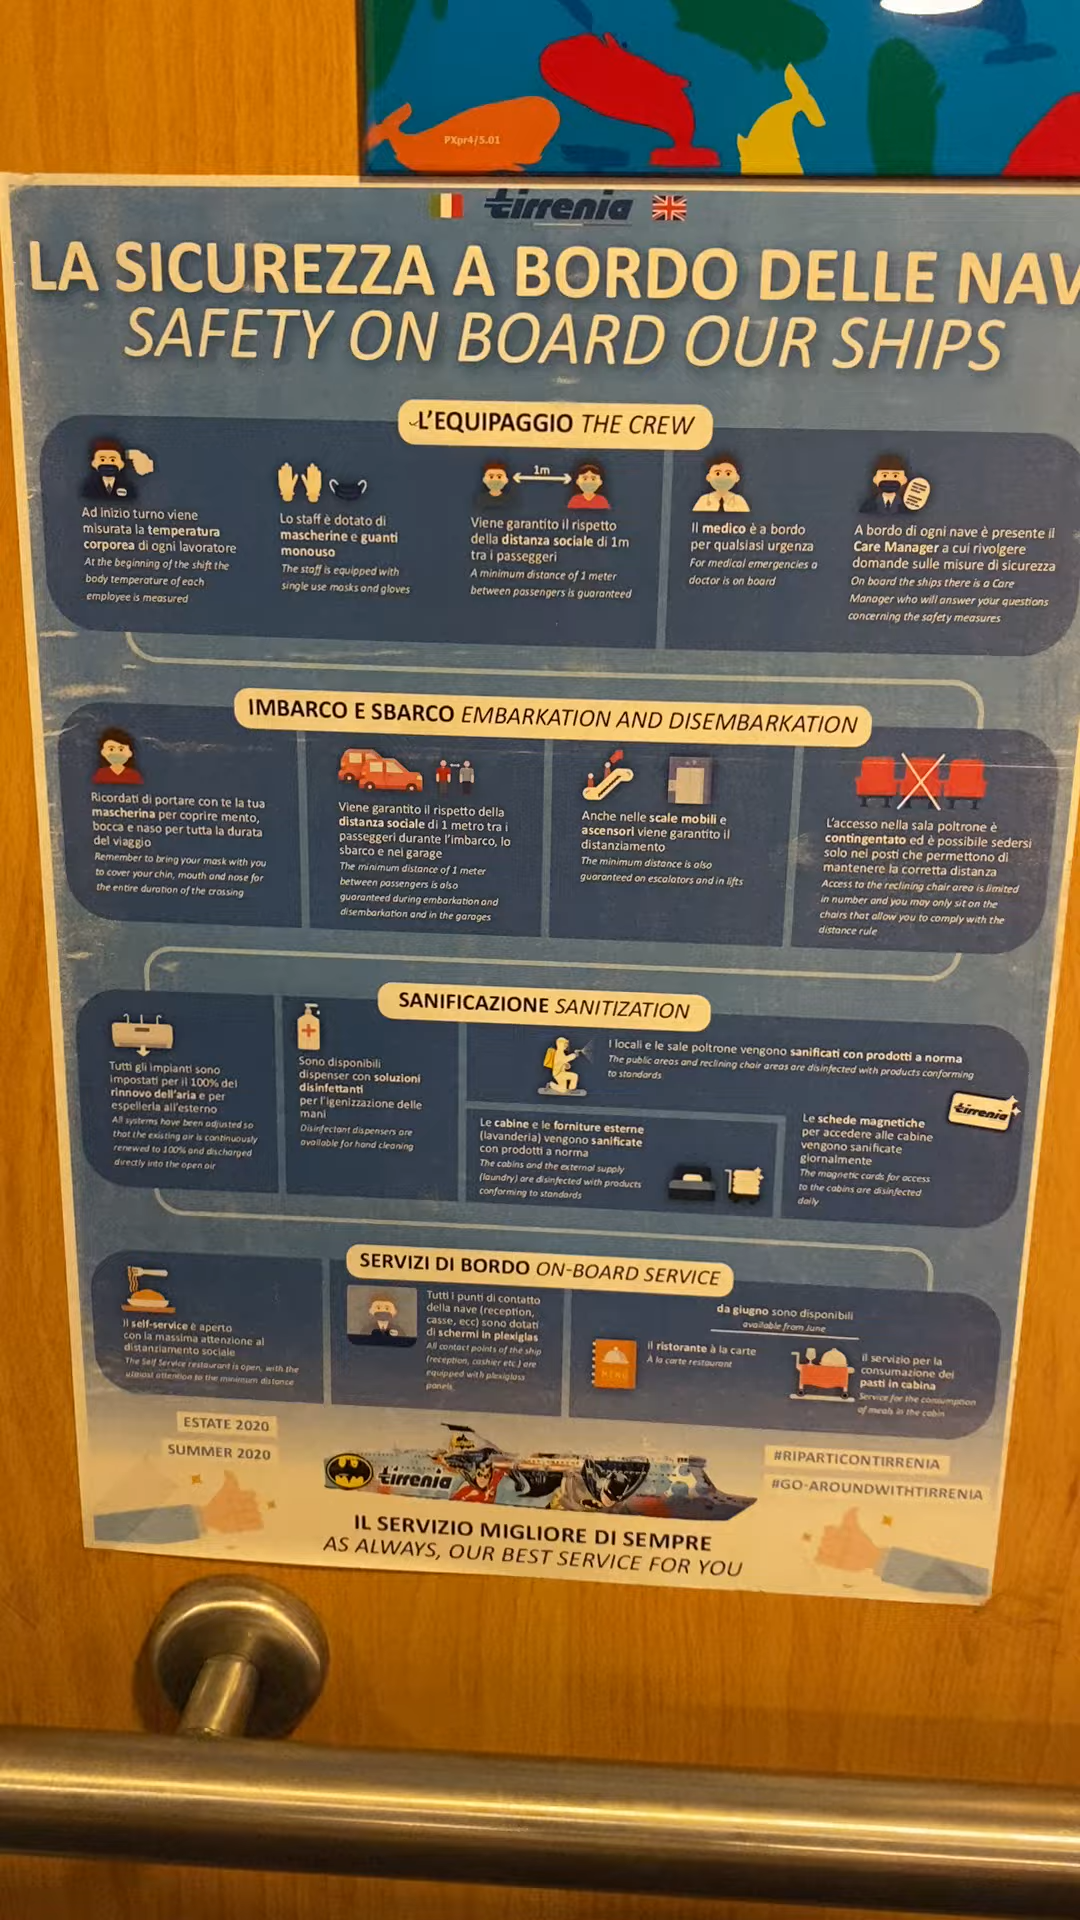 PXpr4/5.01
tirrenia
LA SICUREZZA A BORDO DELLE NAV
SAFETY ON BOARD OUR SHIPS
L'EQUIPAGGIO THE CREW
Ad inizio turno viene
misurata la temperatura
corporea di ogni lavoratore
At the beginning of the shift the
body temperature of each
employee is measured
Lo staff è dotato di
mascherine e guanti
monouso
The staff is equipped with
single use masks and gloves
1m
Viene garantito il rispetto
della distanza sociale di 1m
tra i passeggeri
A minimum distance of 1 meter
between passengers is guaranteed
Il medico è a bordo
per qualsiasi urgenza
For medical emergencies a
doctor is on board
A bordo di ogni nave è presente il
Care Manager a cui rivolgere
domande sulle misure di sicurezza
On board the ships there is a Care
Manager who will answer your questions
concerning the safety measures
IMBARCO E SBARCO EMBARKATION AND DISEMBARKATION
Ricordati di portare con te la tua
mascherina per coprire mento,
bocca e naso per tutta la durata
del viaggio
Remember to bring your mask with you
to cover your chin, mouth and nose for
the entire duration of the crossing
Viene garantito il rispetto della
distanza sociale di 1 metro tra i
passeggeri durante l'imbarco, lo
sbarco e nei garage
The minimum distance of 1 meter
between passengers is also
guaranteed during embarkation and
disembarkation and in the garages
Anche nelle scale mobili e
ascensori viene garantito il
distanziamento
The minimum distance is also
guaranteed on escalators and in lifts
L'accesso nella sala poltrone è
contingentato ed è possibile sedersi
solo nei posti che permettono di
mantenere la corretta distanza
Access to the reclining chair area is limited
in number and you may only sit on the
chairs that allow you to comply with the
distance rule
SANIFICAZIONE SANITIZATION
Tutti gli impianti sono
impostati per il 100% del
rinnovo dell'aria e per
espellerla all'esterno
All systems have been adjusted so
that the existing air is continuously
renewed to 100% and discharged
directly into the open air
Sono disponibili
dispenser con soluzioni
disinfettanti
per l'igenizzazione delle
mani
Disinfectant dispensers are
available for hand cleaning
I locali e le sale poltrone vengono sanificati con prodotti a norma
The public areas and reclining chair areas are disinfected with products conforming
to standards
Le cabine e le forniture esterne
(lavanderia) vengono sanificate
con prodotti a norma
The cabins and the external supply
(laundry) are disinfected with products
conforming to standards
tirrenia
Le schede magnetiche
per accedere alle cabine
vengono sanificate
giornalmente
The magnetic cards for access
to the cabins are disinfected
daily
SERVIZI DI BORDO ON-BOARD SERVICE
Il self-service è aperto
con la massima attenzione al
distanziamento sociale
The Self Service restaurant is open, with the
utmost attention to the minimum distance
Tutti i punti di contatto
della nave (reception,
casse, ecc) sono dotati
di schermi in plexiglas
All contact points of the ship
(reception, cashier etc.) are
equipped with plexiglass
panels
da giugno sono disponibili
available from June
MENU
il ristorante à la carte
À la carte restaurant
il servizio per la
consumazione dei
pasti in cabina
Service for the consumption
of meals in the cabin
ESTATE 2020
SUMMER 2020
tirrenia
#RIPARTICONTIRRENIA
#GO-AROUNDWITHTIRRENIA
IL SERVIZIO MIGLIORE DI SEMPRE
AS ALWAYS, OUR BEST SERVICE FOR YOU